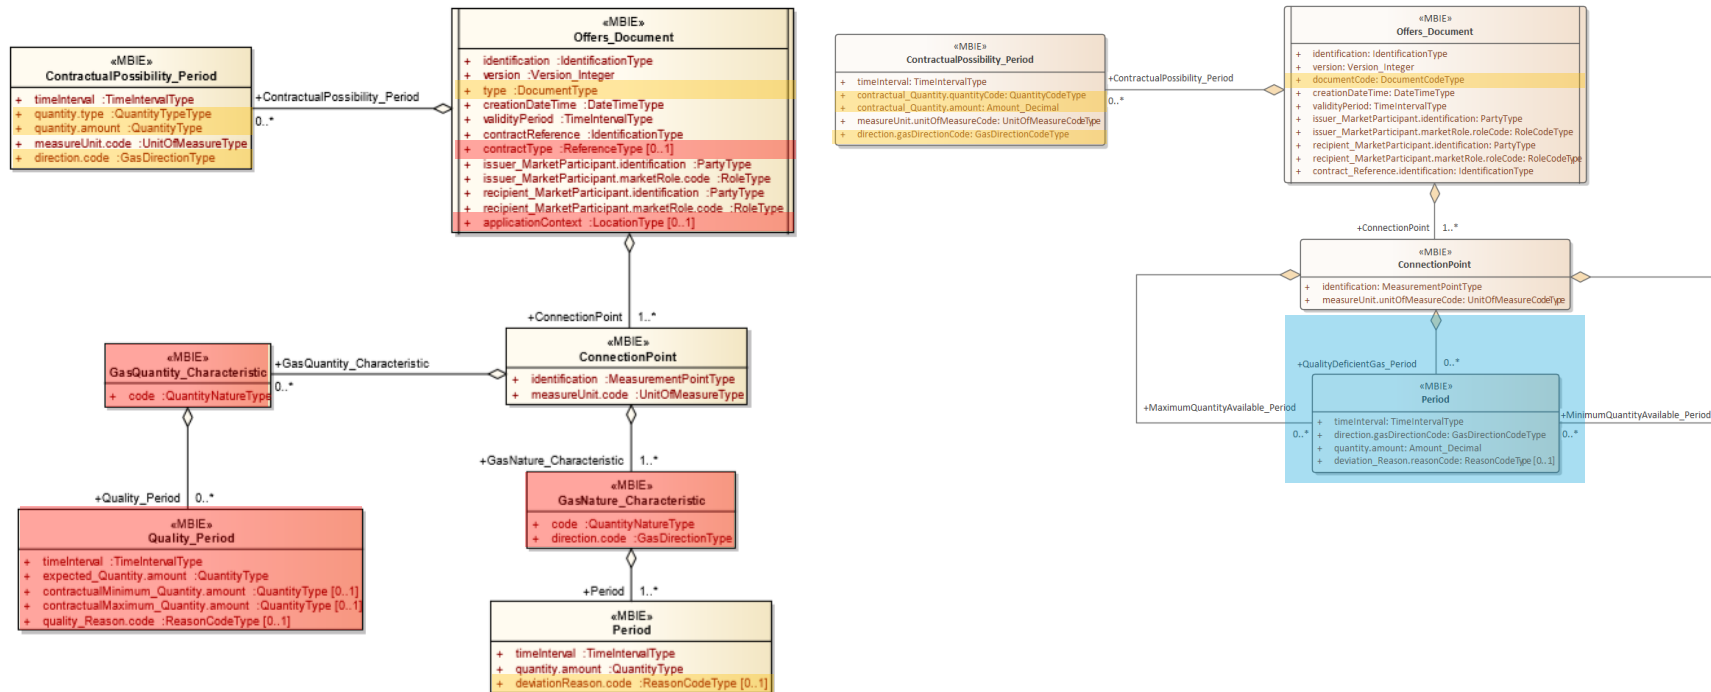 «MBIE»
ContractualPossibility_Period
+ timeInterval :TimeIntervalType
+ quantity.type :QuantityTypeType
+ quantity.amount :QuantityType
+ measureUnit.code :UnitOfMeasureType
+ direction.code :GasDirectionType
+ContractualPossibility_Period
0..*
«MBIE»
Offers_Document
+ identification :IdentificationType
+ version :Version_Integer
+ type :DocumentType
+ creationDateTime :DateTimeType
+ validityPeriod :TimeIntervalType
+ contractReference :IdentificationType
+ contractType :ReferenceType [0..1]
+ issuer_MarketParticipant.identification :PartyType
+ issuer_MarketParticipant.marketRole.code :RoleType
+ recipient_MarketParticipant.identification :PartyType
+ recipient_MarketParticipant.marketRole.code :RoleType
+ applicationContext :LocationType [0..1]
+ConnectionPoint 1..*
«MBIE»
ConnectionPoint
+ identification :MeasurementPointType
+ measureUnit.code :UnitOfMeasureType
+GasQuantity_Characteristic
0..*
«MBIE»
GasQuantity_Characteristic
+ code :QuantityNatureType
+Quality_Period 0..*
«MBIE»
Quality_Period
+ timeInterval :TimeIntervalType
+ expected_Quantity.amount :QuantityType
+ contractualMinimum_Quantity.amount :QuantityType [0..1]
+ contractualMaximum_Quantity.amount :QuantityType [0..1]
+ quality_Reason.code :ReasonCodeType [0..1]
+GasNature_Characteristic 1..*
«MBIE»
GasNature_Characteristic
+ code :QuantityNatureType
+ direction.code :GasDirectionType
+Period 1..*
«MBIE»
Period
+ timeInterval :TimeIntervalType
+ quantity.amount :QuantityType
+ deviationReason.code :ReasonCodeType [0..1]
«MBIE»
ContractualPossibility_Period
+ timeInterval: TimeIntervalType
+ contractual_Quantity.quantityCode: QuantityCodeType
+ contractual_Quantity.amount: Amount_Decimal
+ measureUnit.unitOfMeasureCode: UnitOfMeasureCodeType
+ direction.gasDirectionCode: GasDirectionCodeType
+ContractualPossibility_Period
0..*
«MBIE»
Offers_Document
+ identification: IdentificationType
+ version: Version_Integer
+ documentCode: DocumentCodeType
+ creationDateTime: DateTimeType
+ validityPeriod: TimeIntervalType
+ issuer_MarketParticipant.identification: PartyType
+ issuer_MarketParticipant.marketRole.roleCode: RoleCodeType
+ recipient_MarketParticipant.identification: PartyType
+ recipient_MarketParticipant.marketRole.roleCode: RoleCodeType
+ contract_Reference.identification: IdentificationType
+ConnectionPoint 1..*
«MBIE»
ConnectionPoint
+ identification: MeasurementPointType
+ measureUnit.unitOfMeasureCode: UnitOfMeasureCodeType
+QualityDeficientGas_Period 0..*
+MaximumQuantityAvailable_Period
0..*
«MBIE»
Period
+ timeInterval: TimeIntervalType
+ direction.gasDirectionCode: GasDirectionCodeType
+ quantity.amount: Amount_Decimal
+ deviation_Reason.reasonCode: ReasonCodeType [0..1]
+MinimumQuantityAvailable_Period
0..*